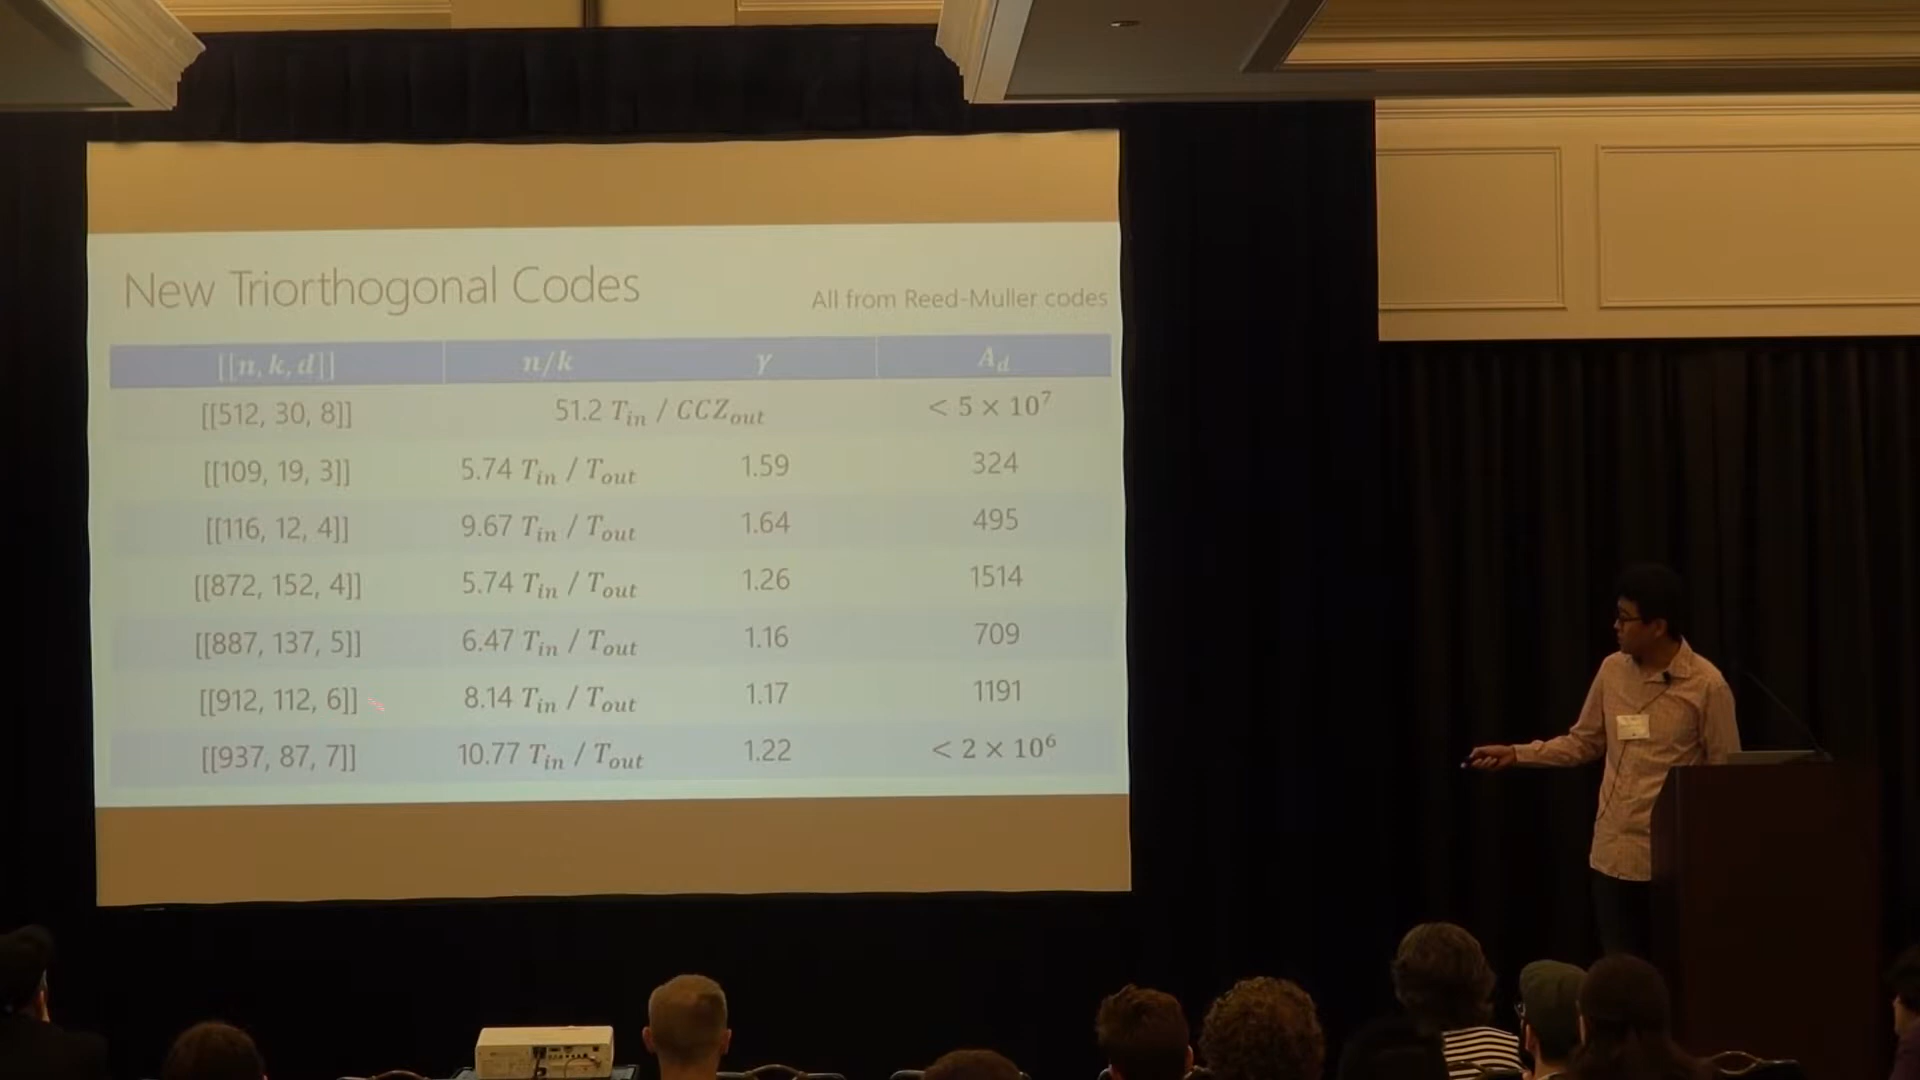 New Triorthogonal Codes
All from Reed-Muller codes
[[n, k, d]] n/k γ A_d
[[512, 30, 8]] 51.2 T_in / CCZ_out < 5 × 10^7
[[109, 19, 3]] 5.74 T_in / T_out 1.59 324
[[116, 12, 4]] 9.67 T_in / T_out 1.64 495
[[872, 152, 4]] 5.74 T_in / T_out 1.26 1514
[[887, 137, 5]] 6.47 T_in / T_out 1.16 709
[[912, 112, 6]] 8.14 T_in / T_out 1.17 1191
[[937, 87, 7]] 10.77 T_in / T_out 1.22 < 2 × 10^6